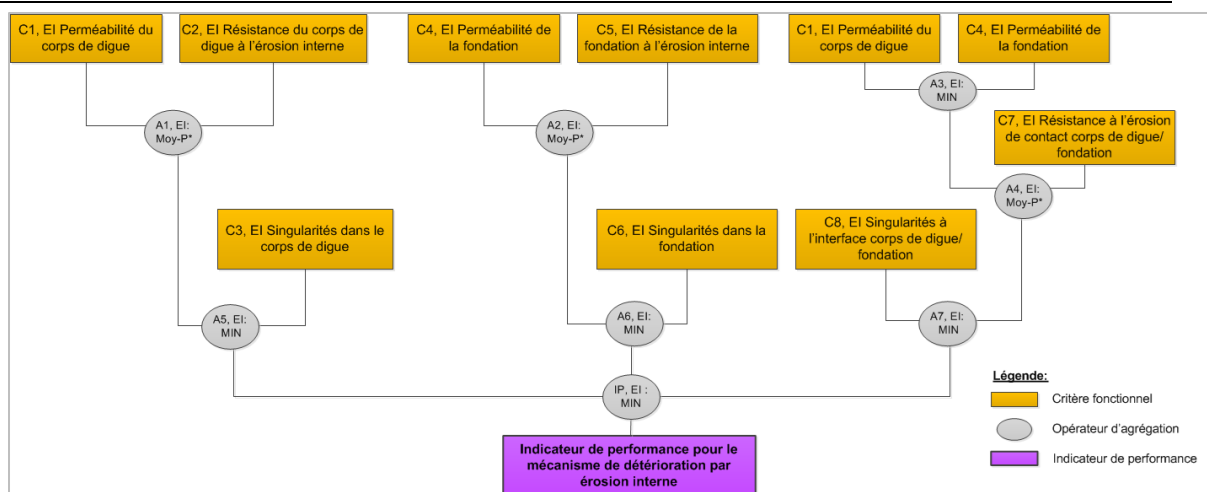 C1, EI Perméabilité du
corps de digue
C2, EI Résistance du corps de
digue à l'érosion interne
C4, EI Perméabilité de
la fondation
C5, EI Résistance de la
fondation à l'érosion interne
C1, EI Perméabilité du
corps de digue
C4, EI Perméabilité de
la fondation
A3, EI:
MIN
A1, EI:
Moy-P*
A2, EI:
Moy-P*
C7, EI Résistance à l'érosion
de contact corps de digue/
fondation
A4, EI:
Moy-P*
C3, EI Singularités dans le
corps de digue
C6, EI Singularités dans la
fondation
C8, EI Singularités à
l'interface corps de digue/
fondation
A5, EI:
MIN
A6, EI:
MIN
A7, EI:
MIN
IP, EI :
MIN
Indicateur de performance pour le
mécanisme de détérioration par
érosion interne
Légende:
Critère fonctionnel
Opérateur d'agrégation
Indicateur de performance